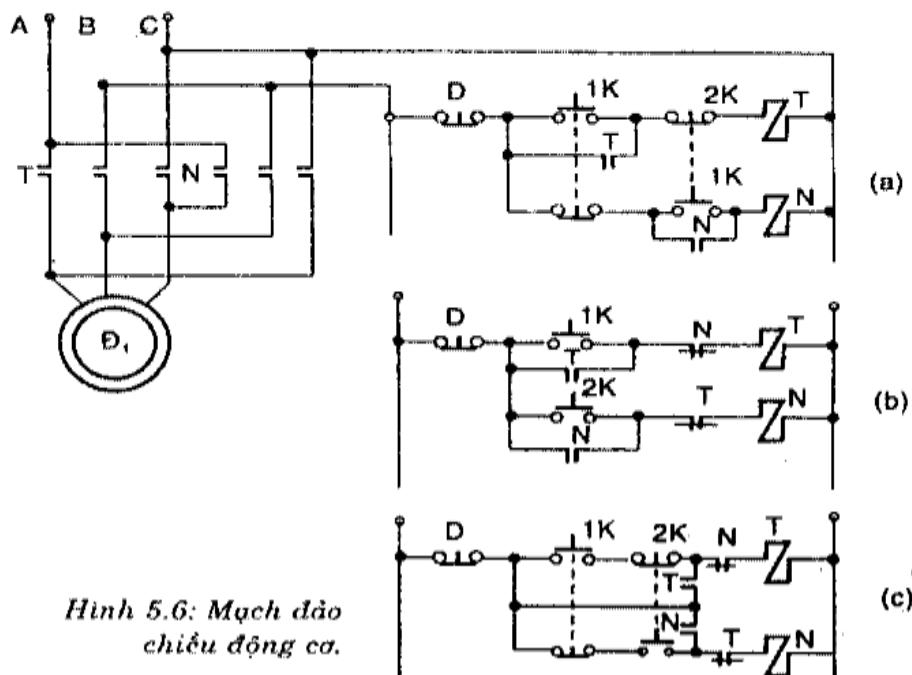 A B C
D 1K 2K T
T
T N
1K
N
N
(a)
Đ₁
D 1K N T
T
2K T N
N
(b)
D 1K 2K N T
T
N
T N
(c)
Hình 5.6: Mạch đảo
chiều động cơ.